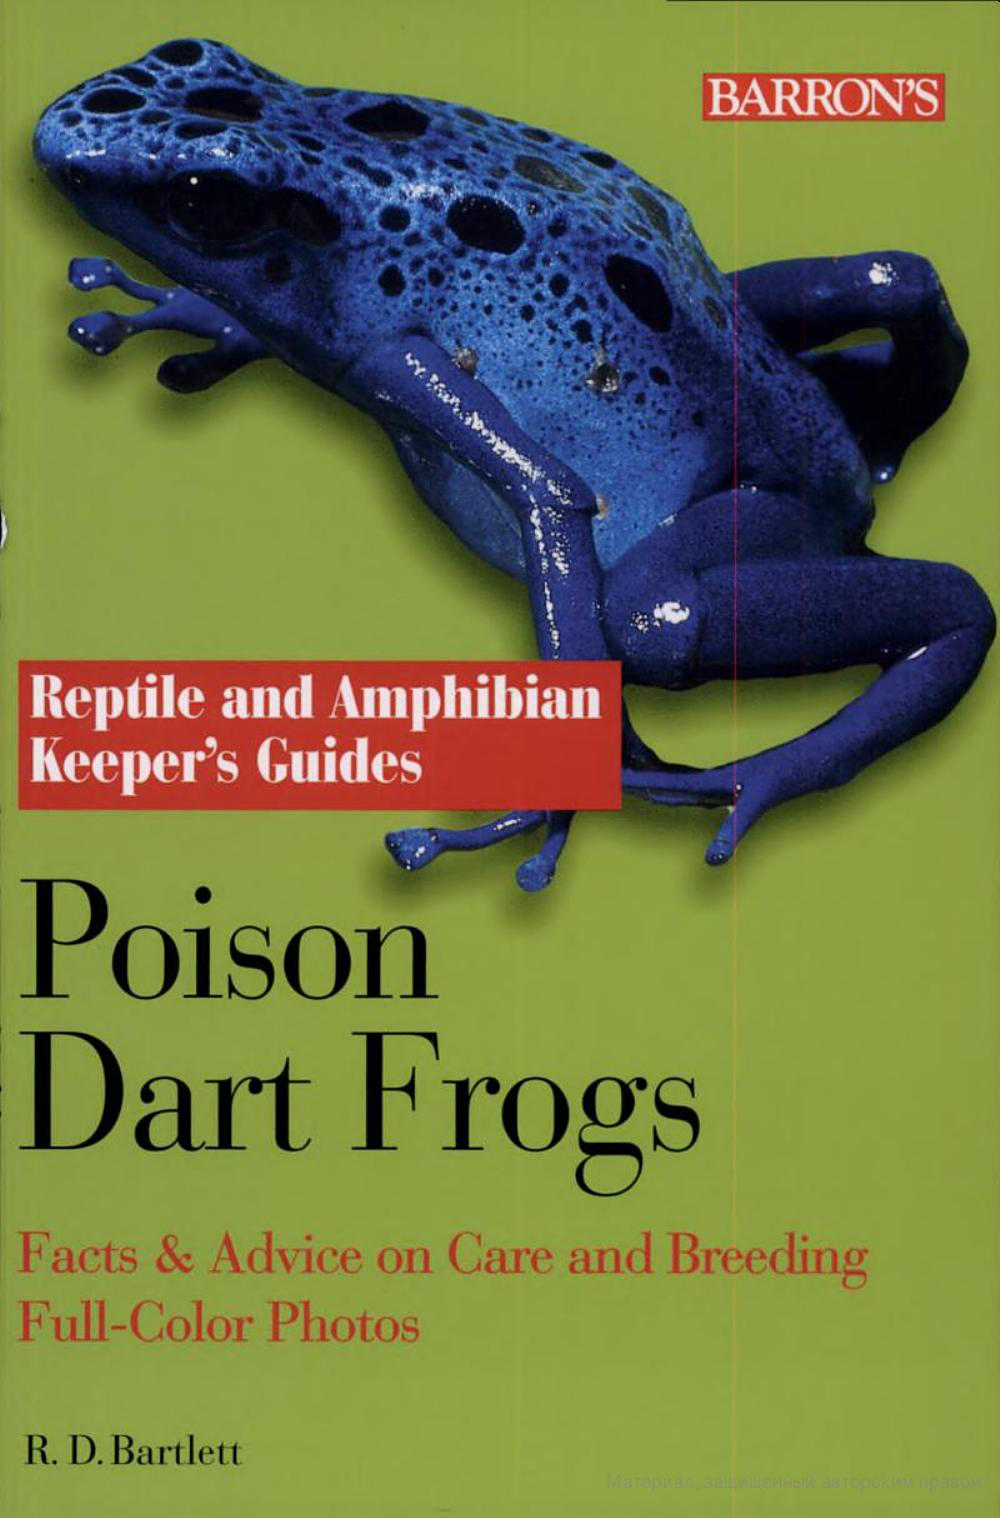 BARRON'S
Reptile and Amphibian
Keeper's Guides
Poison
Dart Frogs
Facts & Advice on Care and Breeding
Full-Color Photos
R. D. Bartlett
Материал, защищенный авторским правом